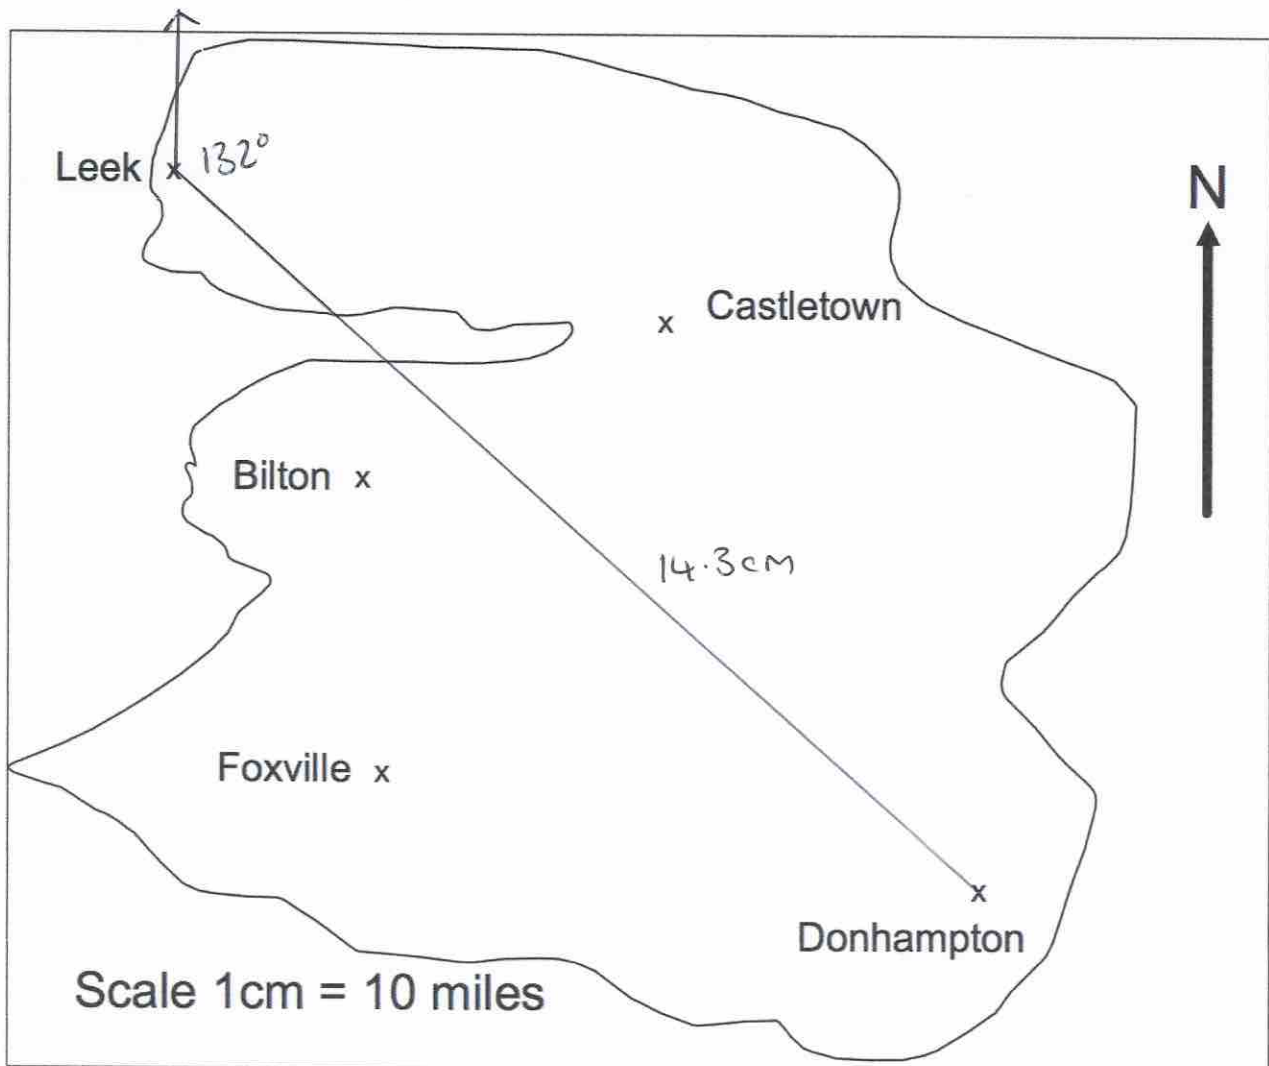 Leek
132°
N
Castletown
Bilton
14.3cm
Foxville
Donhampton
Scale 1cm = 10 miles